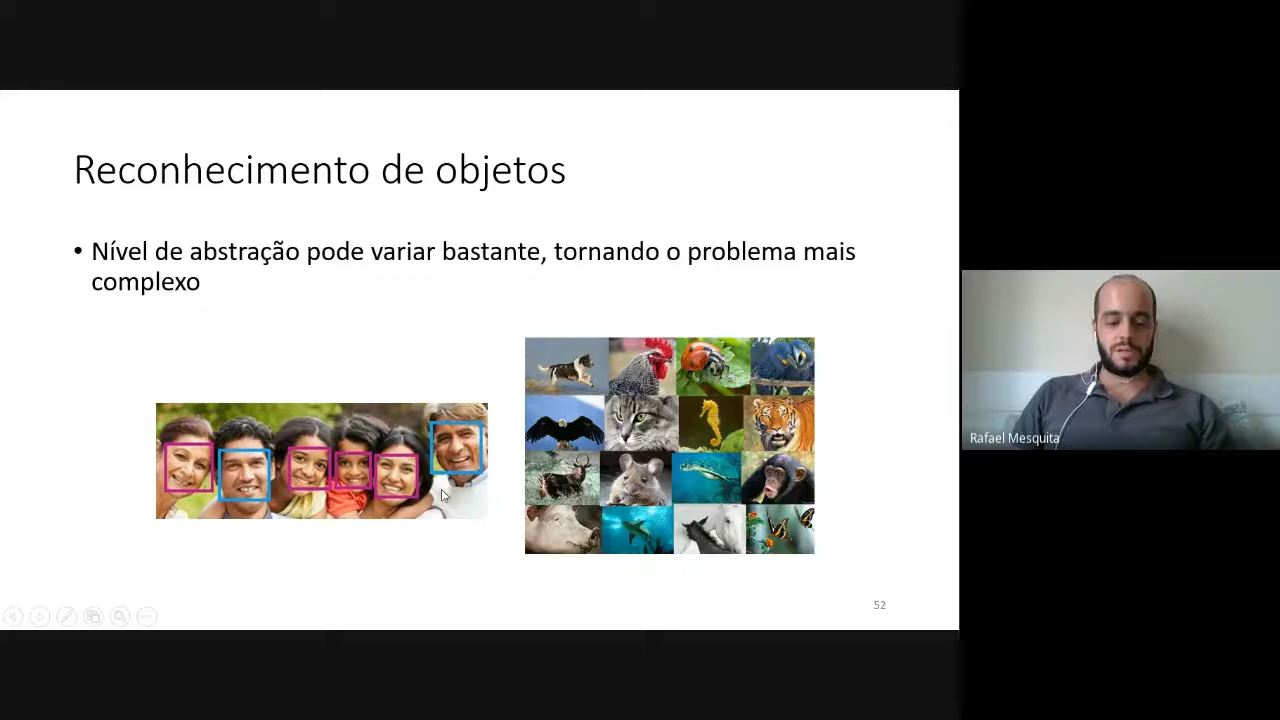 Reconhecimento de objetos
• Nível de abstração pode variar bastante, tornando o problema mais
complexo
Rafael Mesquita
52